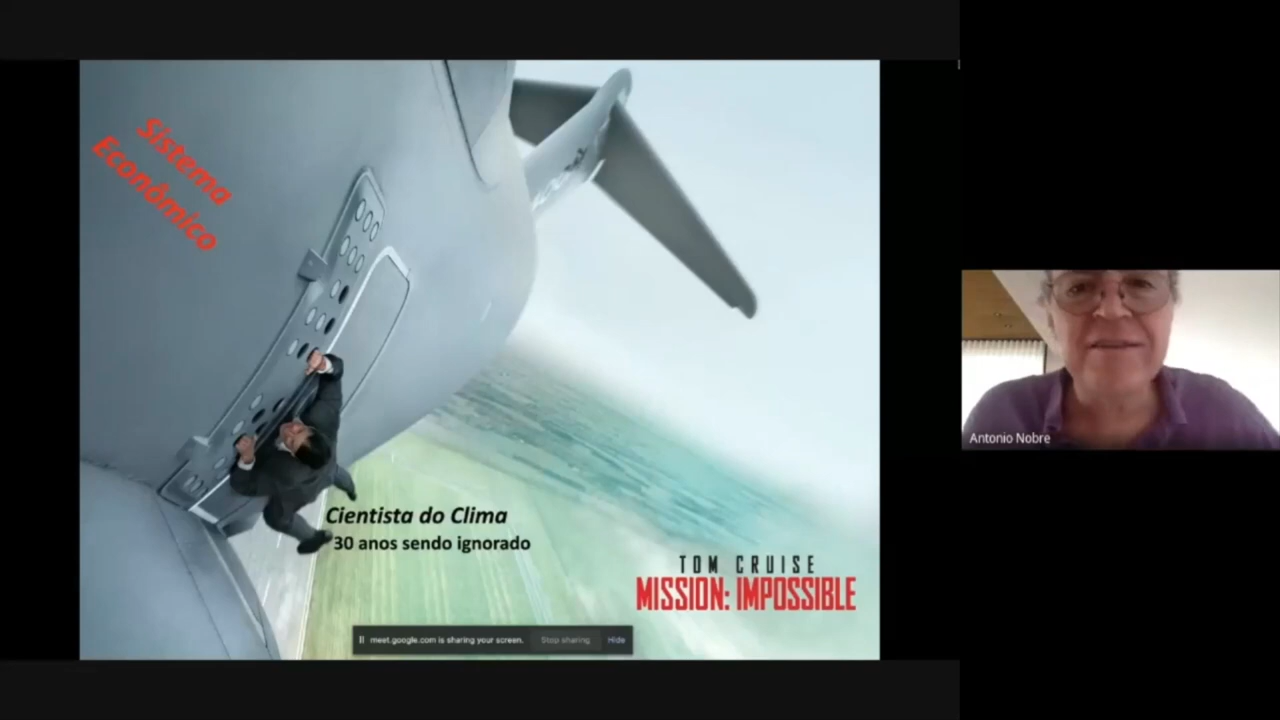 Sistema
Econômico
Cientista do Clima
30 anos sendo ignorado
TOM CRUISE
MISSION: IMPOSSIBLE
meet.google.com is sharing your screen. Stop sharing Hide
Antonio Nobre